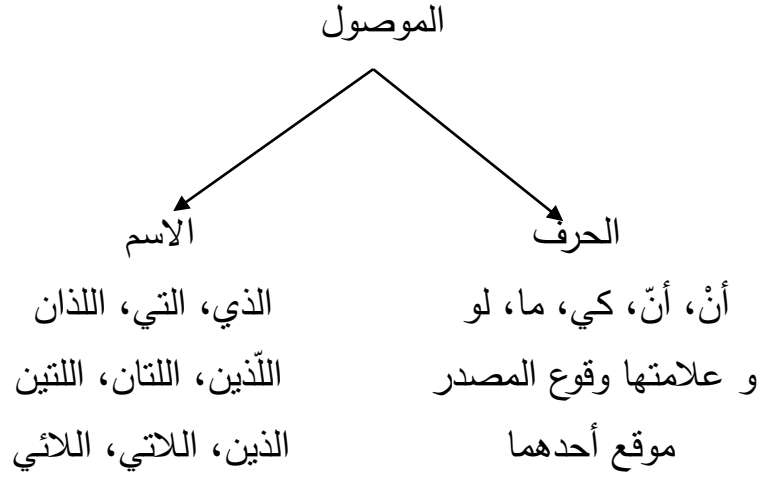 الموصول
الحرف
أنْ، أنّ، كي، ما، لو
و علامتها وقوع المصدر
موقع أحدهما
الاسم
الذي، التي، اللذان
اللّذين، اللتان، اللتين
الذين، اللاتي، اللائي